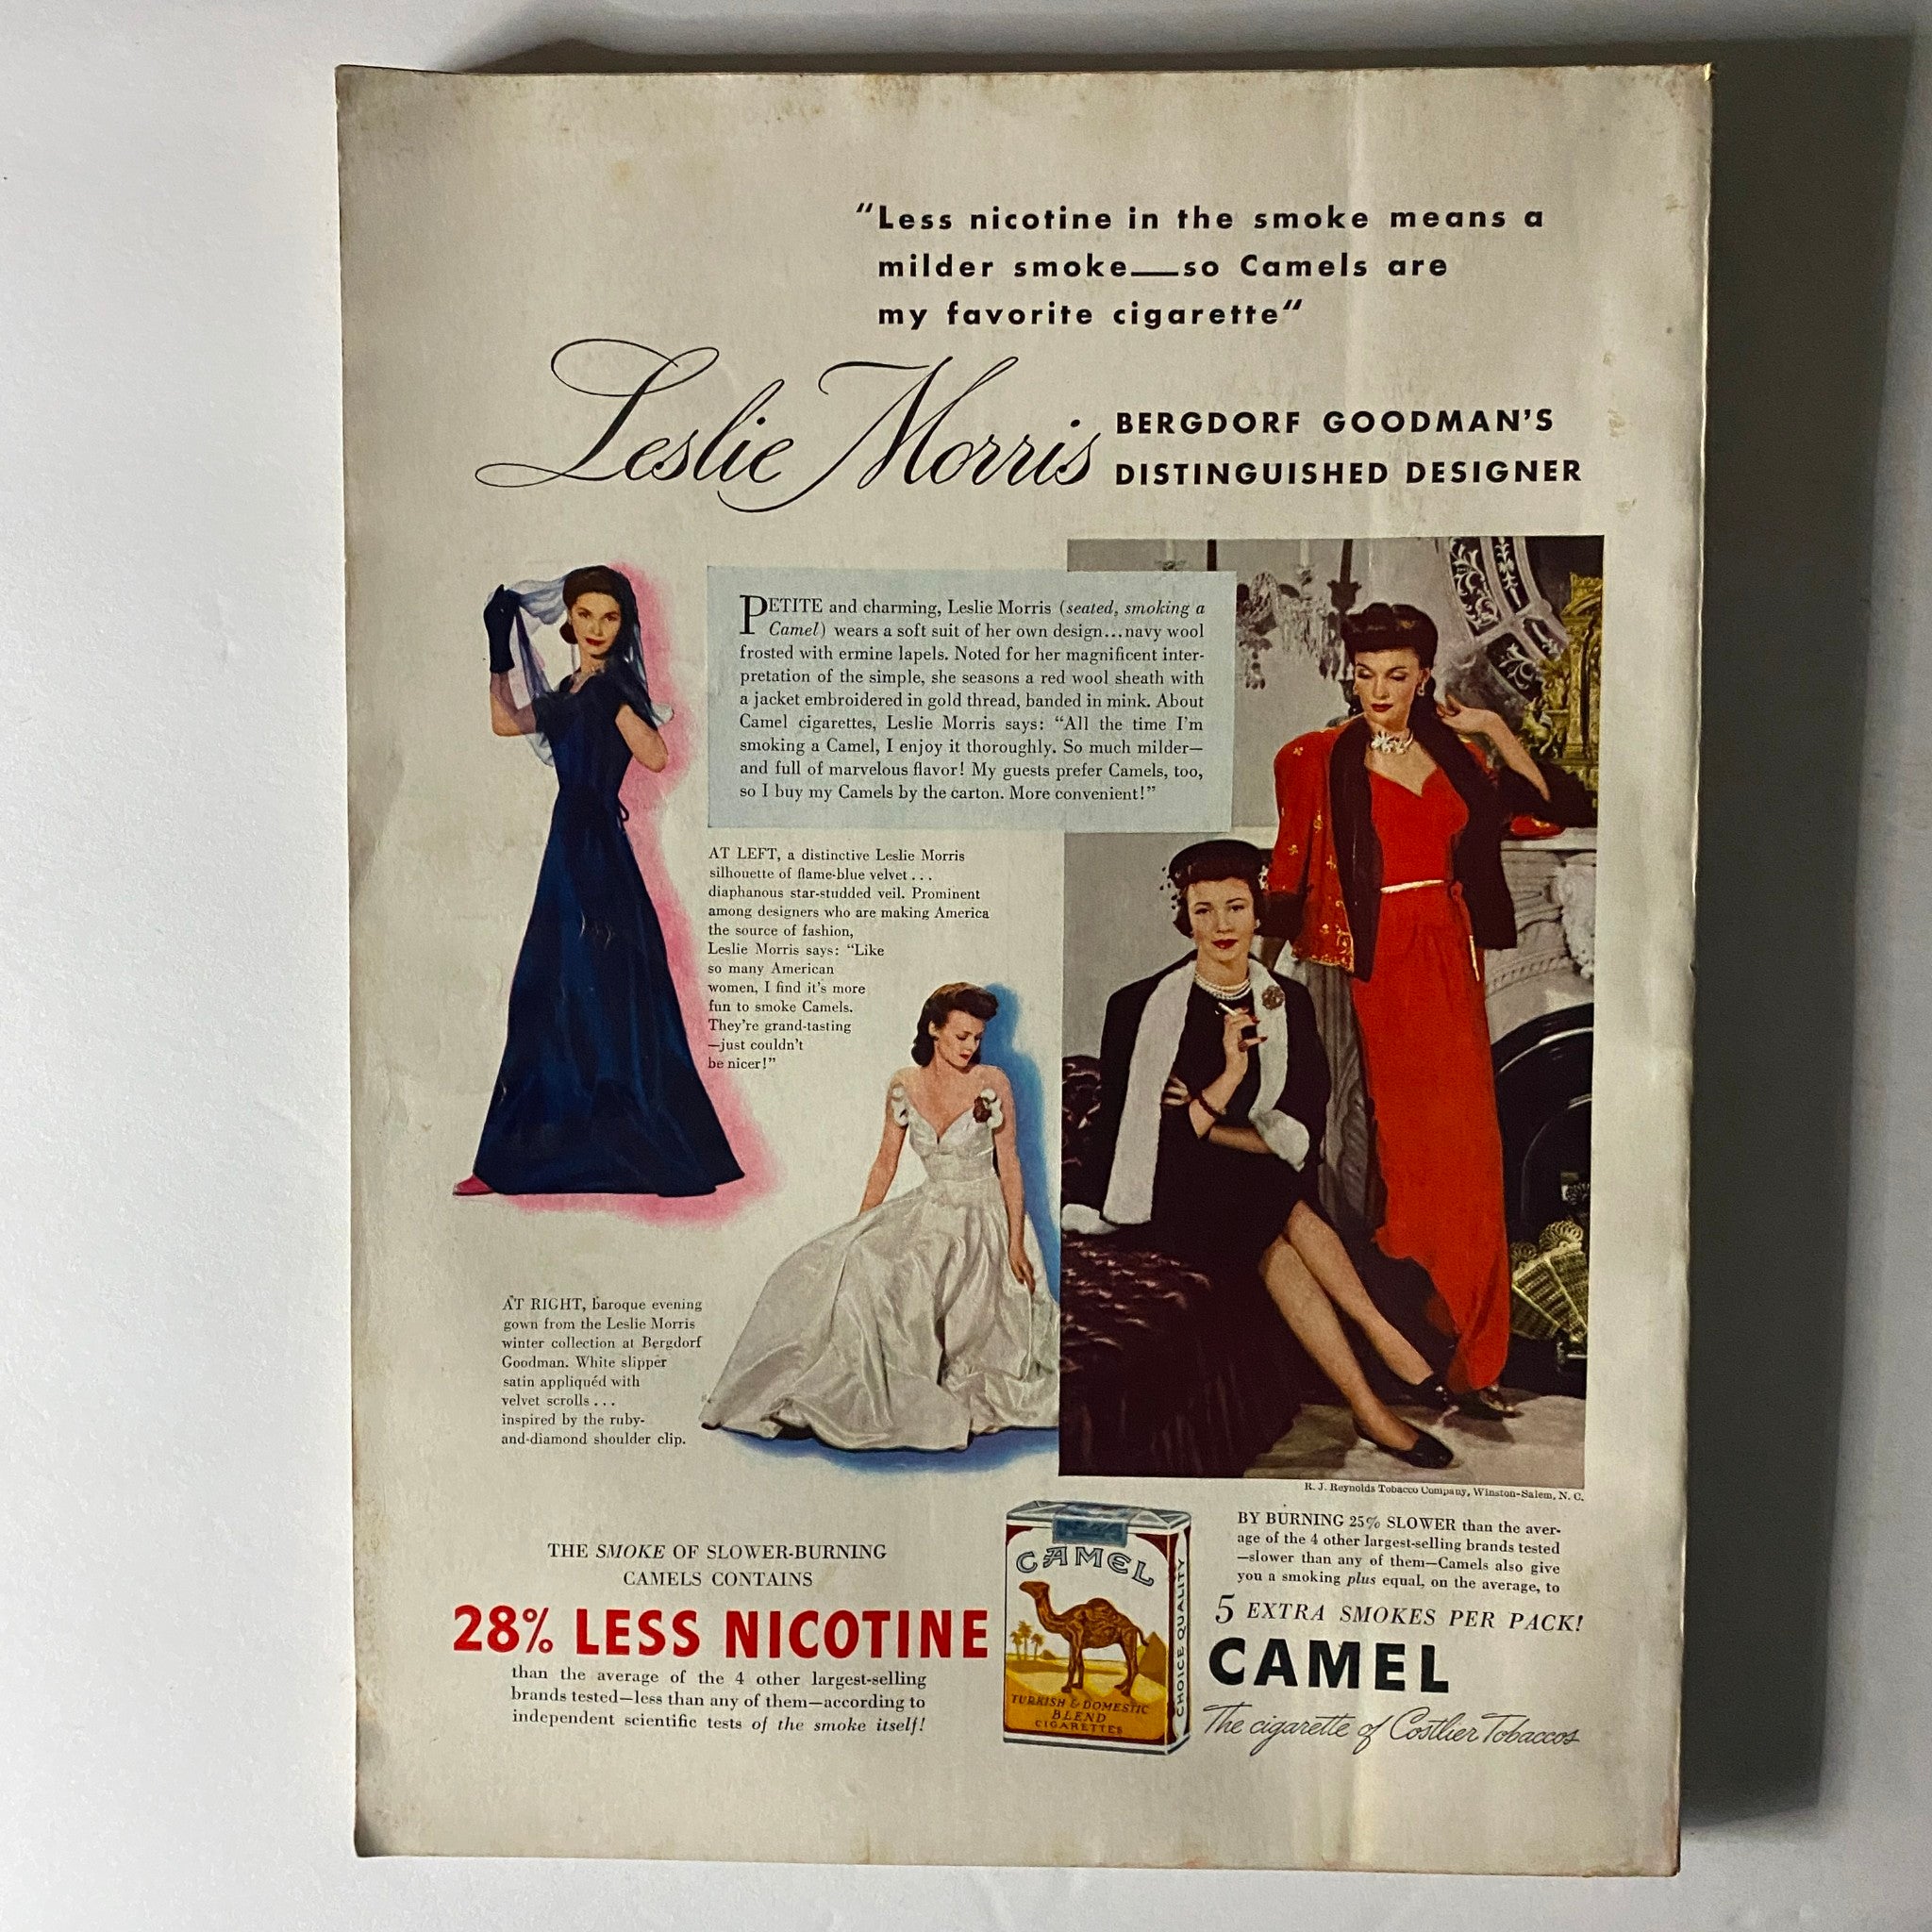 “Less nicotine in the smoke means a
milder smoke—so Camels are
my favorite cigarette”
Leslie Morris
BERGDORF GOODMAN'S
DISTINGUISHED DESIGNER
PETITE and charming, Leslie Morris (seated, smoking a
Camel) wears a soft suit of her own design...navy wool
frosted with ermine lapels. Noted for her magnificent inter-
pretation of the simple, she seasons a red wool sheath with
a jacket embroidered in gold thread, banded in mink. About
Camel cigarettes, Leslie Morris says: “All the time I'm
smoking a Camel, I enjoy it thoroughly. So much milder—
and full of marvelous flavor! My guests prefer Camels, too,
so I buy my Camels by the carton. More convenient!”
AT LEFT, a distinctive Leslie Morris
silhouette of flame-blue velvet...
diaphanous star-studded veil. Prominent
among designers who are making America
the source of fashion,
Leslie Morris says: “Like
so many American
women, I find it's more
fun to smoke Camels.
They're grand-tasting
—just couldn't
be nicer!”
AT RIGHT, baroque evening
gown from the Leslie Morris
winter collection at Bergdorf
Goodman. White slipper
satin appliquéd with
velvet scrolls...
inspired by the ruby-
and-diamond shoulder clip.
R. J. Reynolds Tobacco Company, Winston-Salem, N. C.
THE SMOKE OF SLOWER-BURNING
CAMELS CONTAINS
28% LESS NICOTINE
than the average of the 4 other largest-selling
brands tested—less than any of them—according to
independent scientific tests of the smoke itself!
CAMEL
TURKISH & DOMESTIC
BLEND
CIGARETTES
CHOICE QUALITY
BY BURNING 25% SLOWER than the aver-
age of the 4 other largest-selling brands tested
—slower than any of them—Camels also give
you a smoking plus equal, on the average, to
5 EXTRA SMOKES PER PACK!
CAMEL
The cigarette of Costlier Tobaccos